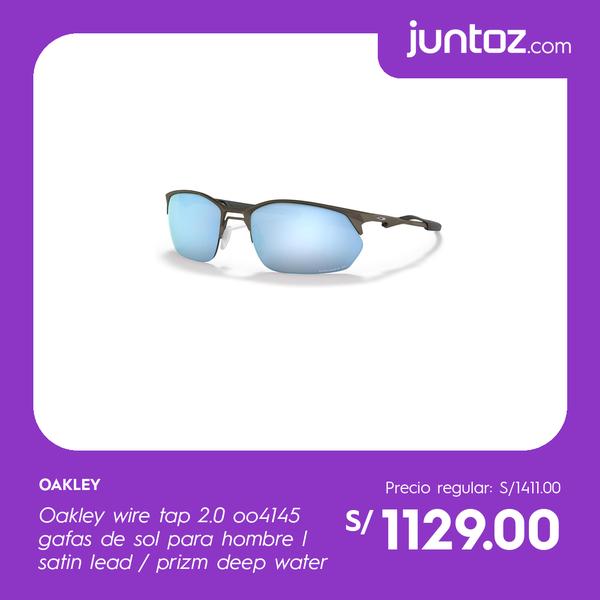 juntoz.com
OAKLEY
Oakley wire tap 2.0 oo4145
gafas de sol para hombre |
satin lead / prizm deep water
Precio regular: S/1411.00
S/ 1129.00